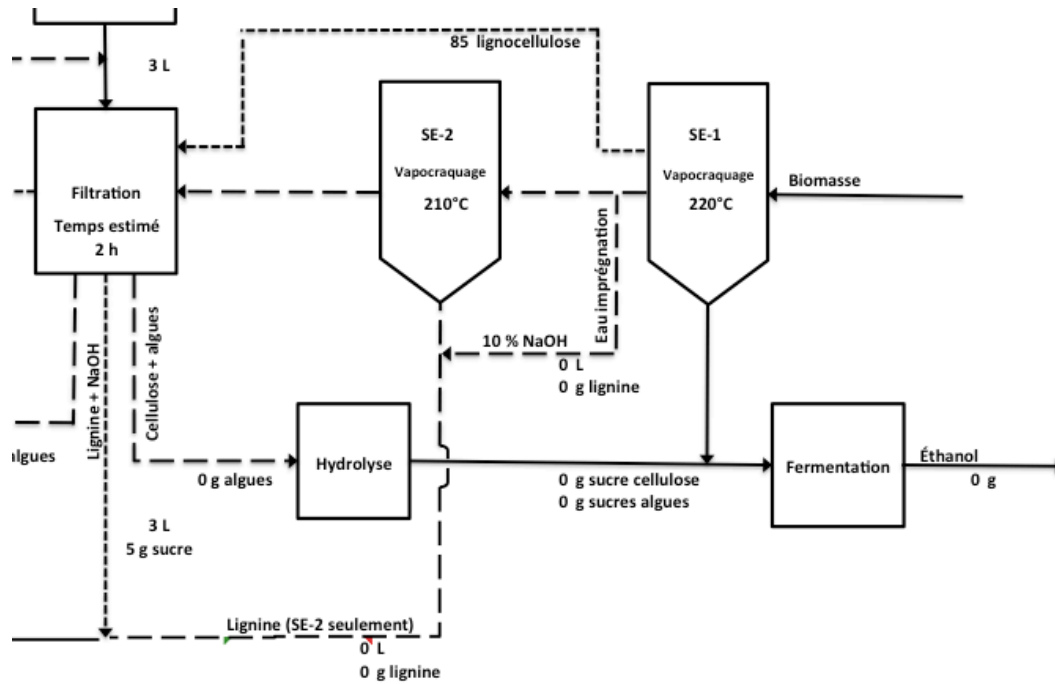 85 lignocellulose
3 L
SE-2
Vapocraquage
210°C
SE-1
Vapocraquage
220°C
Biomasse
Filtration
Temps estimé
2 h
Eau imprégnation
10 % NaOH
0 L
0 g lignine
Lignine + NaOH
Cellulose + algues
algues
0 g algues
Hydrolyse
0 g sucre cellulose
0 g sucres algues
Fermentation
Éthanol
0 g
3 L
5 g sucre
Lignine (SE-2 seulement)
0 L
0 g lignine